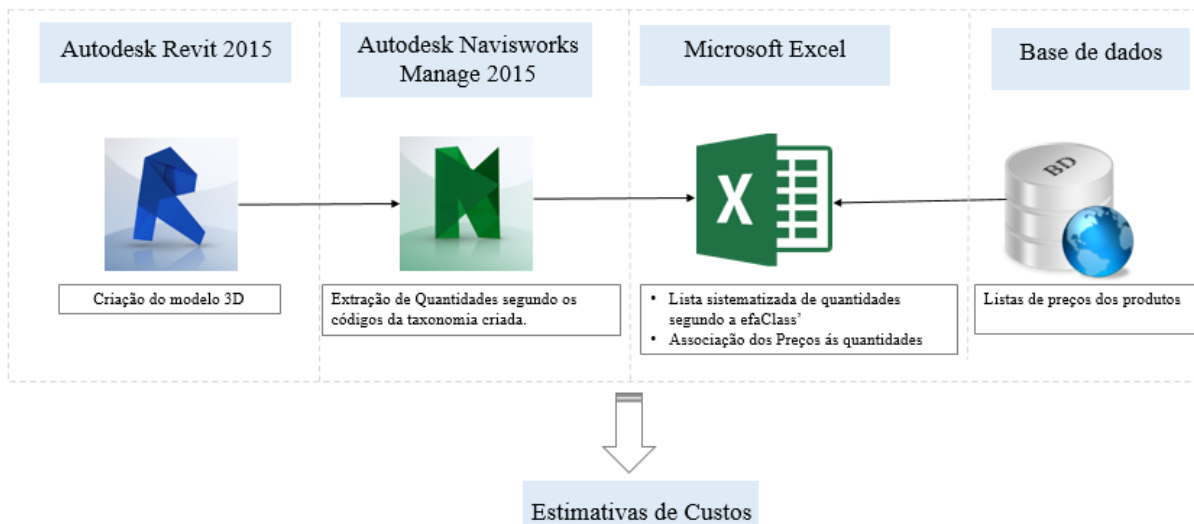 Autodesk Revit 2015
Autodesk Navisworks
Manage 2015
Microsoft Excel
Base de dados
X
BD
Criação do modelo 3D
Extração de Quantidades segundo os
códigos da taxonomia criada.
• Lista sistematizada de quantidades
segundo a efaClass’
• Associação dos Preços ás quantidades
Listas de preços dos produtos
Estimativas de Custos